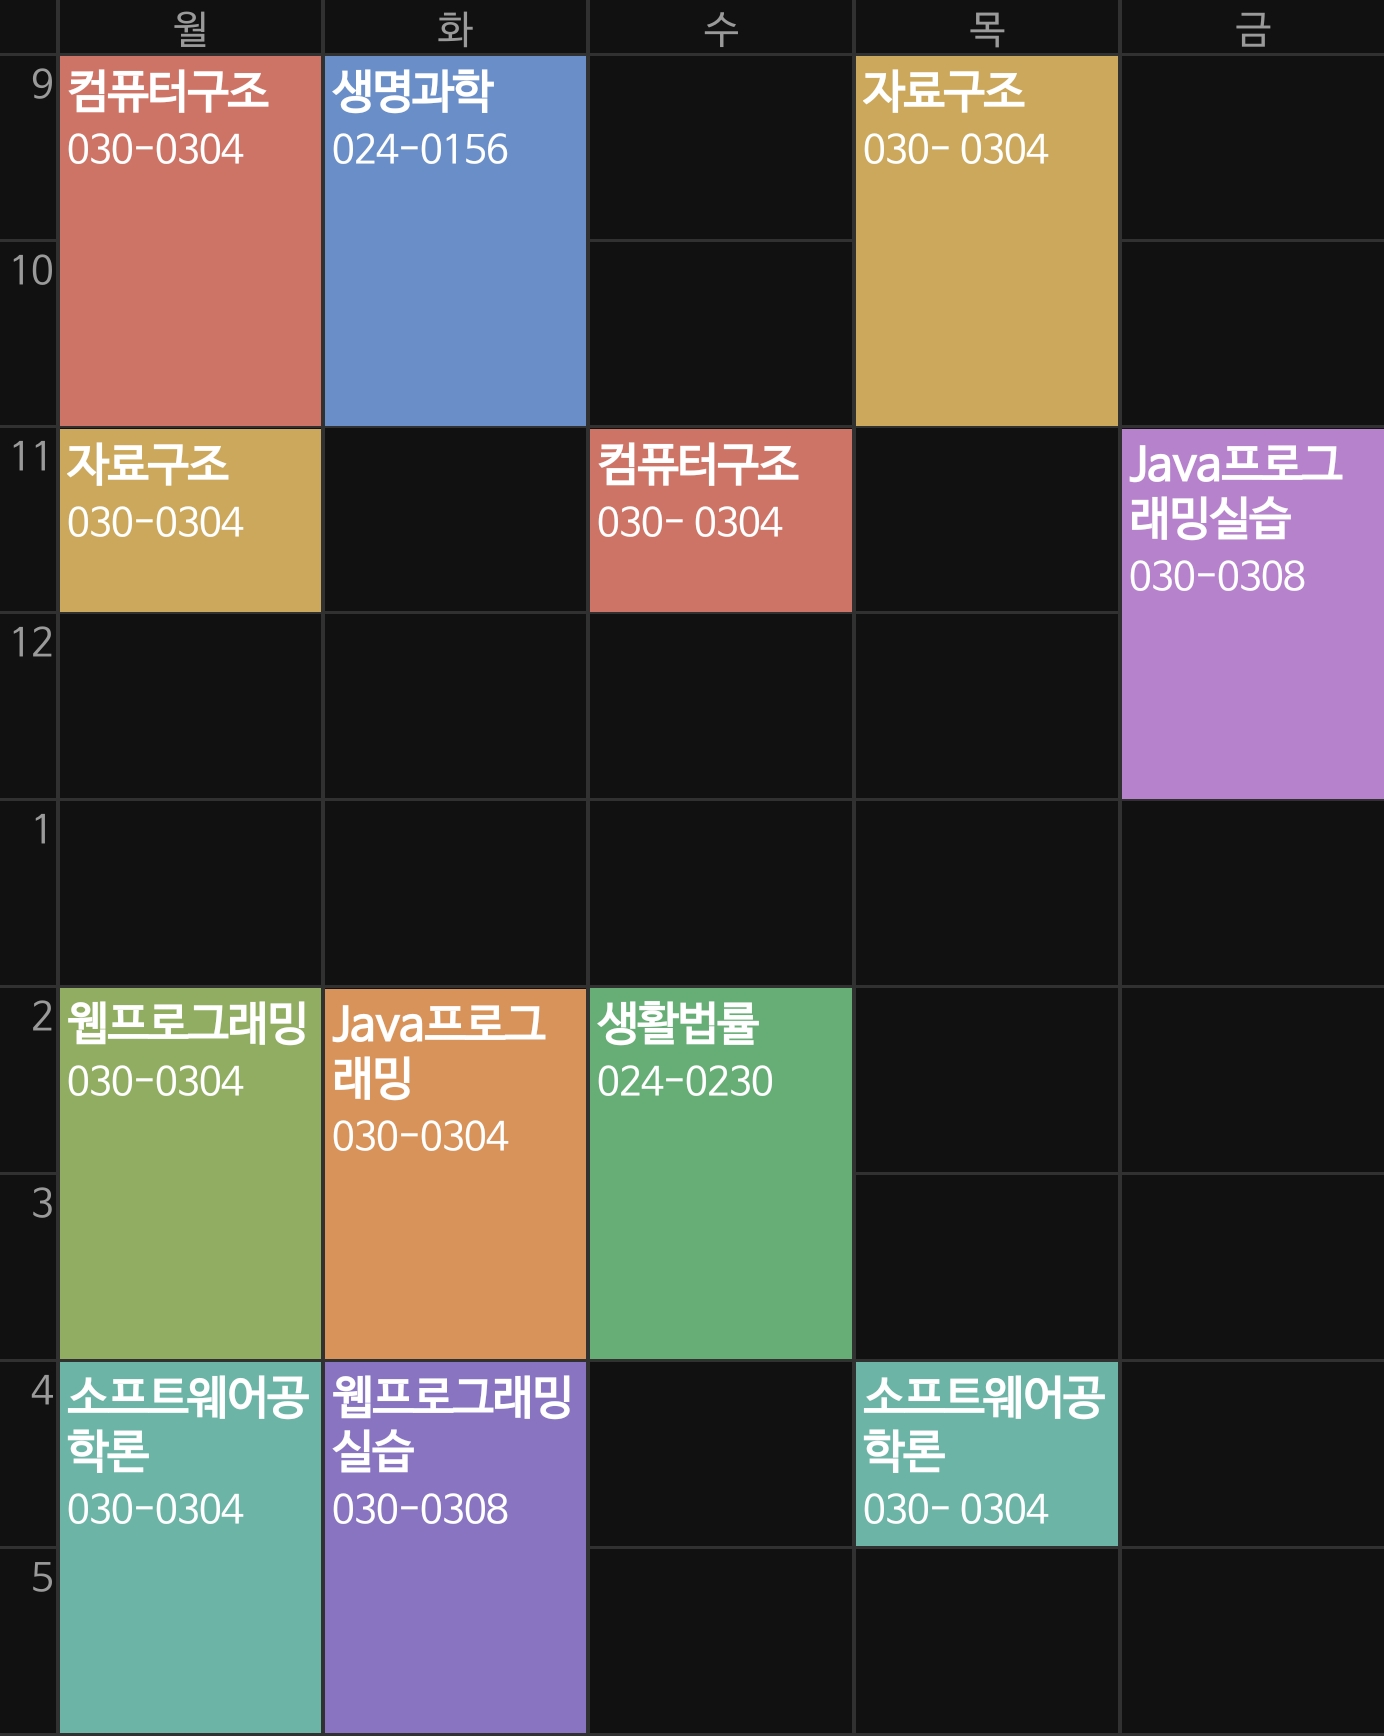 월 화 수 목 금
9
컴퓨터구조
030-0304
생명과학
024-0156
자료구조
030- 0304
10
11
자료구조
030-0304
컴퓨터구조
030- 0304
Java프로그
래밍실습
030-0308
12
1
2
웹프로그래밍
030-0304
Java프로그
래밍
030-0304
생활법률
024-0230
3
4
소프트웨어공
학론
030-0304
웹프로그래밍
실습
030-0308
소프트웨어공
학론
030- 0304
5